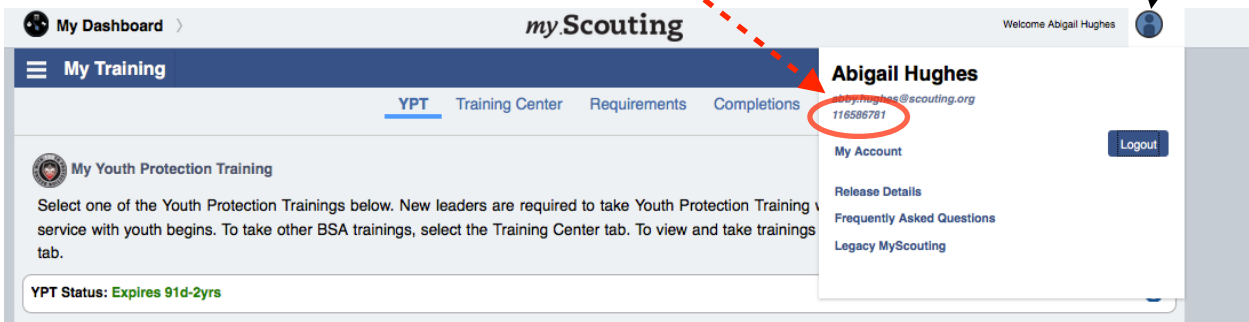 My Dashboard
my.Scouting
Welcome Abigail Hughes
My Training
YPT Training Center Requirements Completions
Abigail Hughes
abby.hughes@scouting.org
116586781
My Account
Logout
Release Details
Frequently Asked Questions
Legacy MyScouting
My Youth Protection Training
Select one of the Youth Protection Trainings below. New leaders are required to take Youth Protection Training
service with youth begins. To take other BSA trainings, select the Training Center tab. To view and take trainings
tab.
YPT Status: Expires 91d-2yrs